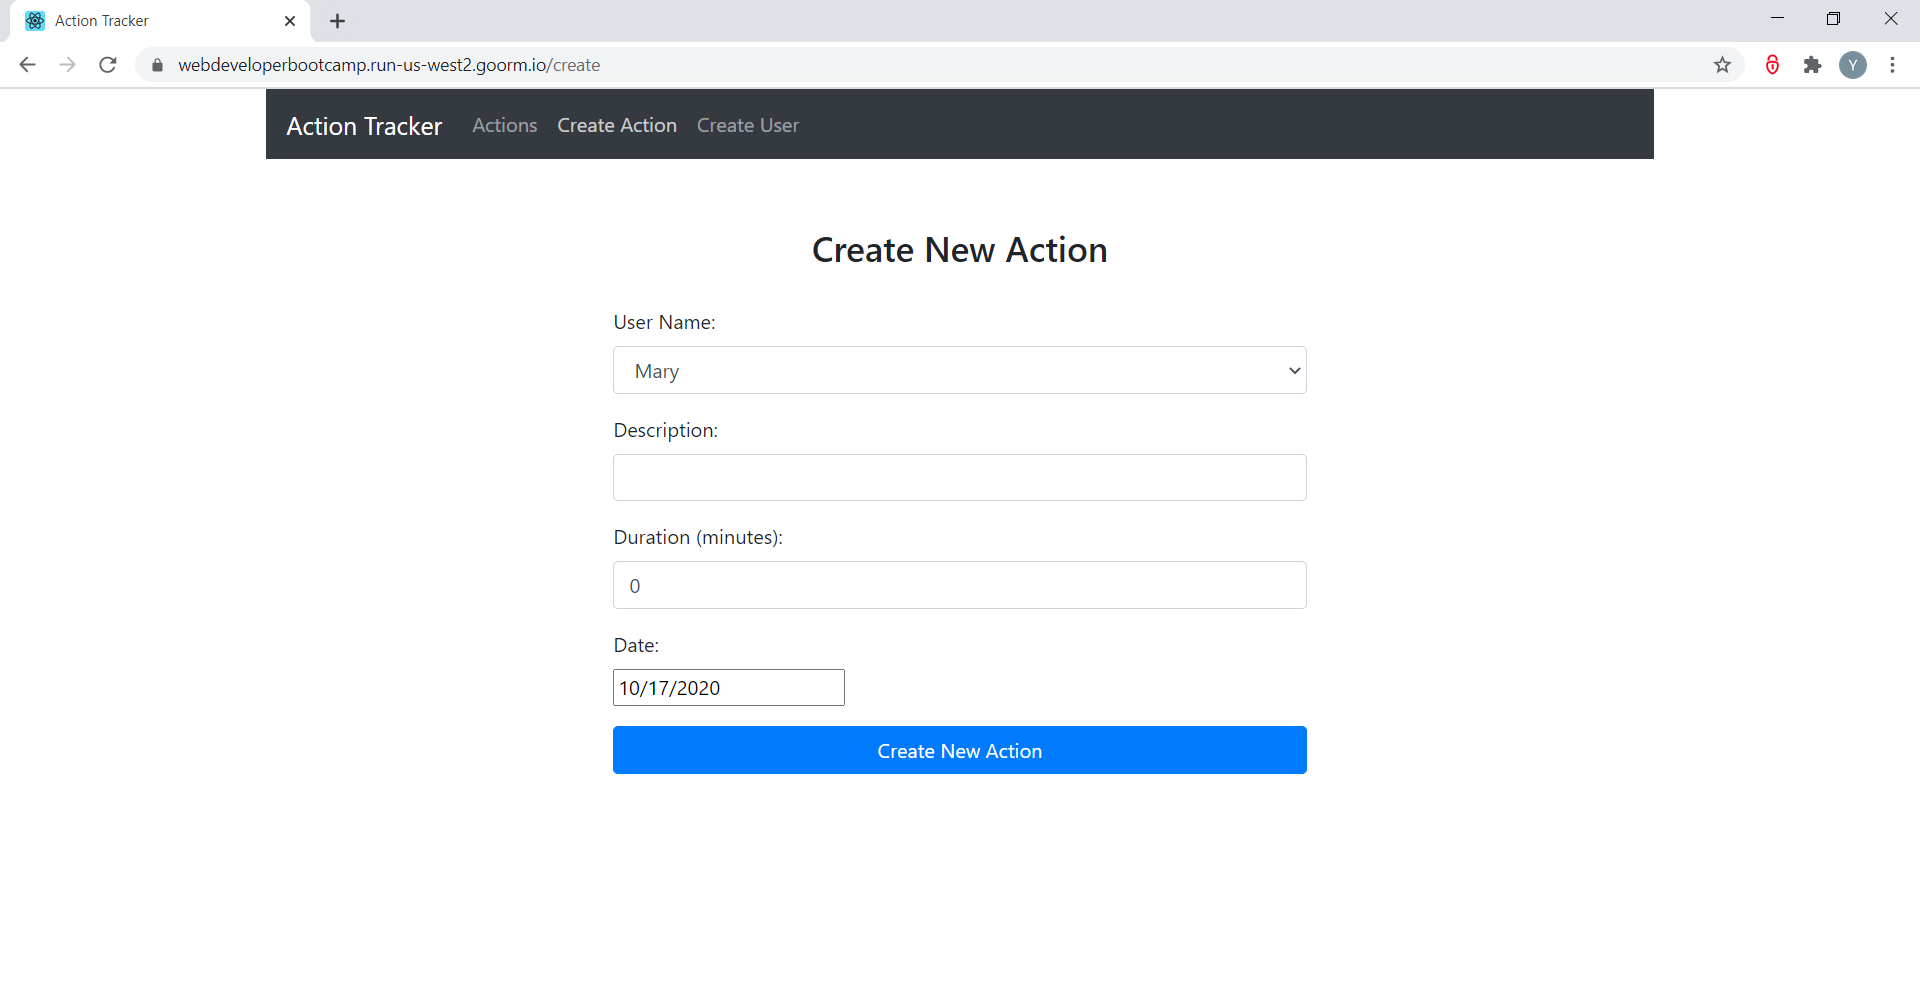 Action Tracker
webdeveloperbootcamp.run-us-west2.goorm.io/create
Y
Action Tracker Actions Create Action Create User
Create New Action
User Name:
Mary
Description:
Duration (minutes):
0
Date:
10/17/2020
Create New Action